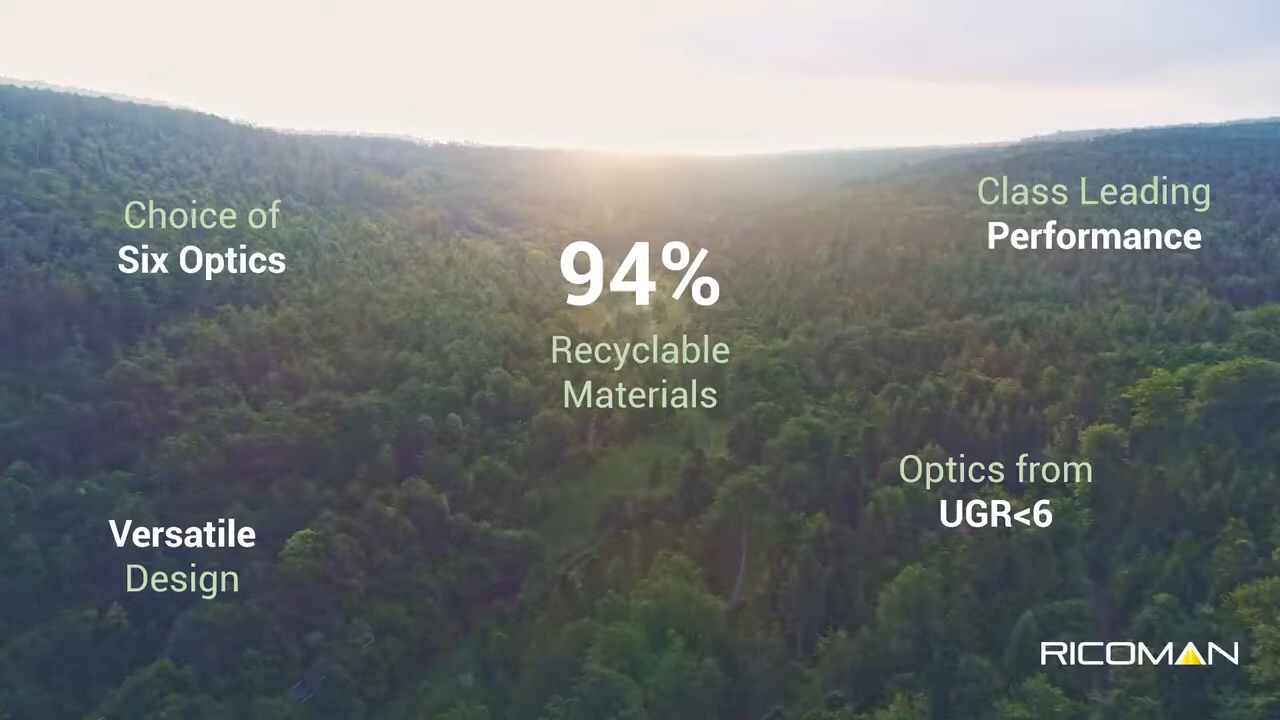 Choice of
Six Optics
94%
Recyclable
Materials
Class Leading
Performance
Versatile
Design
Optics from
UGR<6
RICOMAN